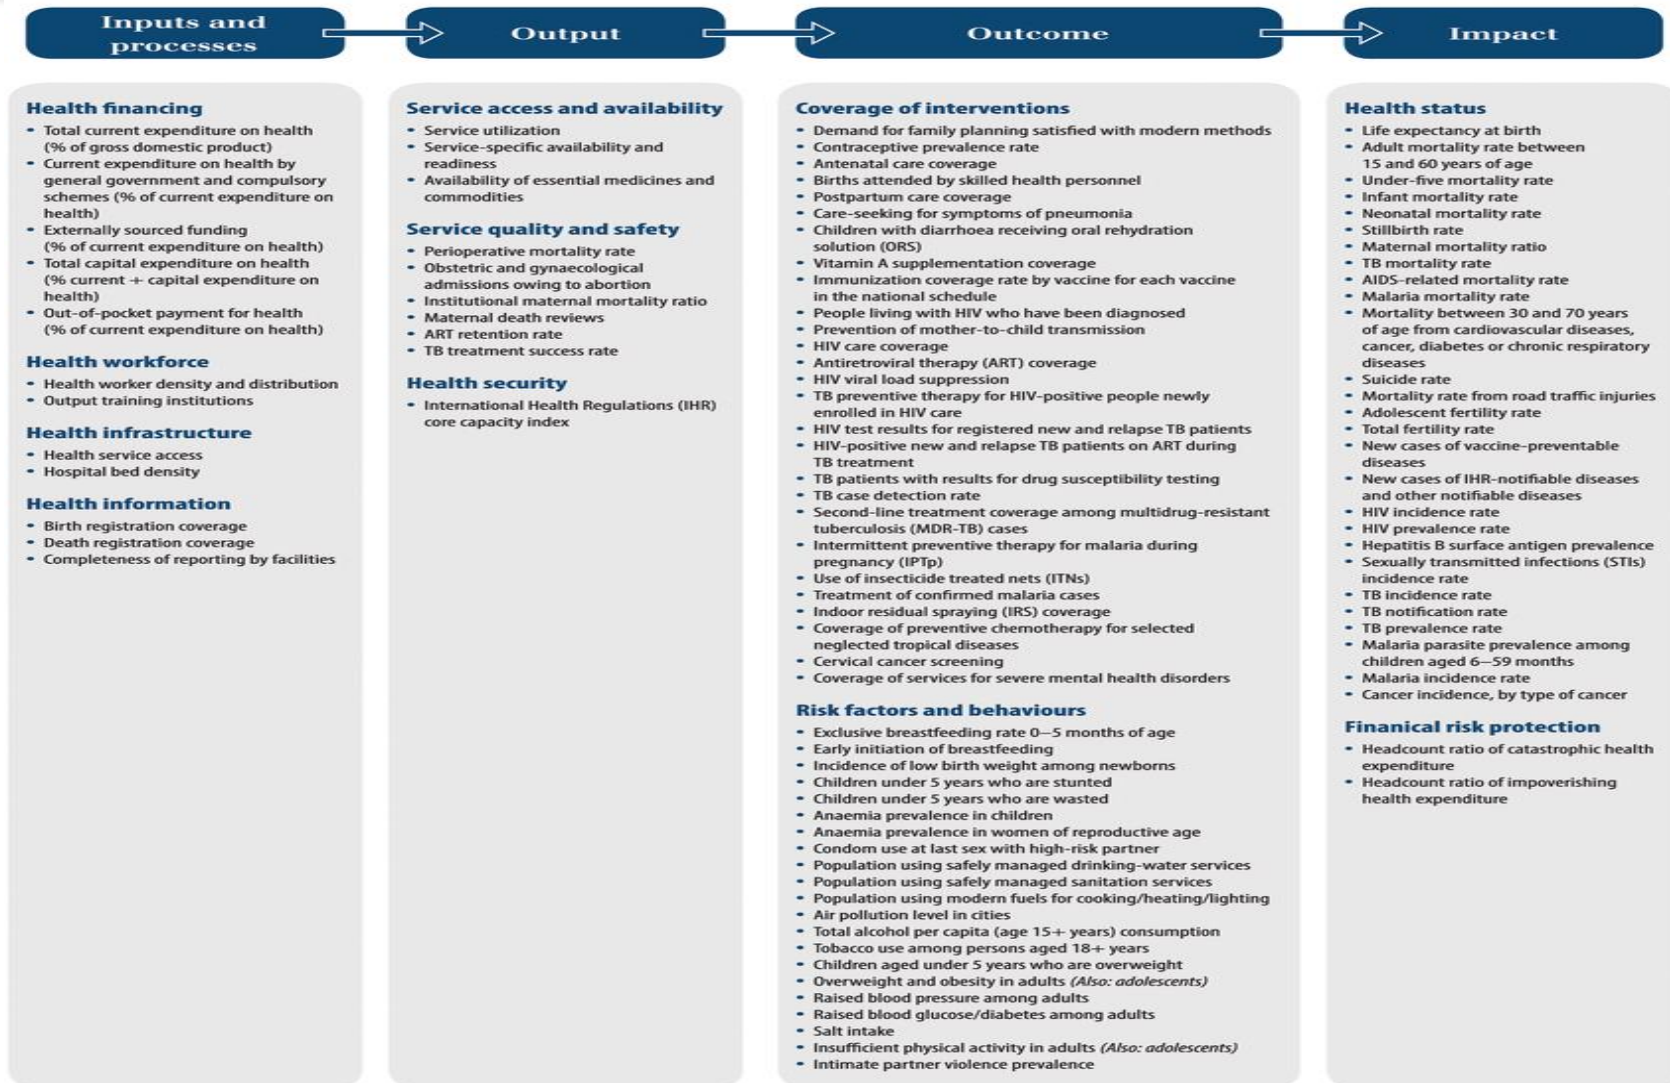 Inputs and
processes
Output
Outcome
Impact
Health financing
• Total current expenditure on health
(% of gross domestic product)
• Current expenditure on health by
general government and compulsory
schemes (% of current expenditure on
health)
• Externally sourced funding
(% of current expenditure on health)
• Total capital expenditure on health
(% current + capital expenditure on
health)
• Out-of-pocket payment for health
(% of current expenditure on health)
Health workforce
• Health worker density and distribution
• Output training institutions
Health infrastructure
• Health service access
• Hospital bed density
Health information
• Birth registration coverage
• Death registration coverage
• Completeness of reporting by facilities
Service access and availability
• Service utilization
• Service-specific availability and
readiness
• Availability of essential medicines and
commodities
Service quality and safety
• Perioperative mortality rate
• Obstetric and gynaecological
admissions owing to abortion
• Institutional maternal mortality ratio
• Maternal death reviews
• ART retention rate
• TB treatment success rate
Health security
• International Health Regulations (IHR)
core capacity index
Coverage of interventions
• Demand for family planning satisfied with modern methods
• Contraceptive prevalence rate
• Antenatal care coverage
• Births attended by skilled health personnel
• Postpartum care coverage
• Care-seeking for symptoms of pneumonia
• Children with diarrhoea receiving oral rehydration
solution (ORS)
• Vitamin A supplementation coverage
• Immunization coverage rate by vaccine for each vaccine
in the national schedule
• People living with HIV who have been diagnosed
• Prevention of mother-to-child transmission
• HIV care coverage
• Antiretroviral therapy (ART) coverage
• HIV viral load suppression
• TB preventive therapy for HIV-positive people newly
enrolled in HIV care
• HIV test results for registered new and relapse TB patients
• HIV-positive new and relapse TB patients on ART during
TB treatment
• TB patients with results for drug susceptibility testing
• TB case detection rate
• Second-line treatment coverage among multidrug-resistant
tuberculosis (MDR-TB) cases
• Intermittent preventive therapy for malaria during
pregnancy (IPTp)
• Use of insecticide treated nets (ITNs)
• Treatment of confirmed malaria cases
• Indoor residual spraying (IRS) coverage
• Coverage of preventive chemotherapy for selected
neglected tropical diseases
• Cervical cancer screening
• Coverage of services for severe mental health disorders
Risk factors and behaviours
• Exclusive breastfeeding rate 0–5 months of age
• Early initiation of breastfeeding
• Incidence of low birth weight among newborns
• Children under 5 years who are stunted
• Children under 5 years who are wasted
• Anaemia prevalence in children
• Anaemia prevalence in women of reproductive age
• Condom use at last sex with high-risk partner
• Population using safely managed drinking-water services
• Population using safely managed sanitation services
• Population using modern fuels for cooking/heating/lighting
• Air pollution level in cities
• Total alcohol per capita (age 15+ years) consumption
• Tobacco use among persons aged 18+ years
• Children aged under 5 years who are overweight
• Overweight and obesity in adults (Also: adolescents)
• Raised blood pressure among adults
• Raised blood glucose/diabetes among adults
• Salt intake
• Insufficient physical activity in adults (Also: adolescents)
• Intimate partner violence prevalence
Health status
• Life expectancy at birth
• Adult mortality rate between
15 and 60 years of age
• Under-five mortality rate
• Infant mortality rate
• Neonatal mortality rate
• Stillbirth rate
• Maternal mortality ratio
• TB mortality rate
• AIDS-related mortality rate
• Malaria mortality rate
• Mortality between 30 and 70 years
of age from cardiovascular diseases,
cancer, diabetes or chronic respiratory
diseases
• Suicide rate
• Mortality rate from road traffic injuries
• Adolescent fertility rate
• Total fertility rate
• New cases of vaccine-preventable
diseases
• New cases of IHR-notifiable diseases
and other notifiable diseases
• HIV incidence rate
• HIV prevalence rate
• Hepatitis B surface antigen prevalence
• Sexually transmitted infections (STIs)
incidence rate
• TB incidence rate
• TB notification rate
• TB prevalence rate
• Malaria parasite prevalence among
children aged 6–59 months
• Malaria incidence rate
• Cancer incidence, by type of cancer
Finanical risk protection
• Headcount ratio of catastrophic health
expenditure
• Headcount ratio of impoverishing
health expenditure